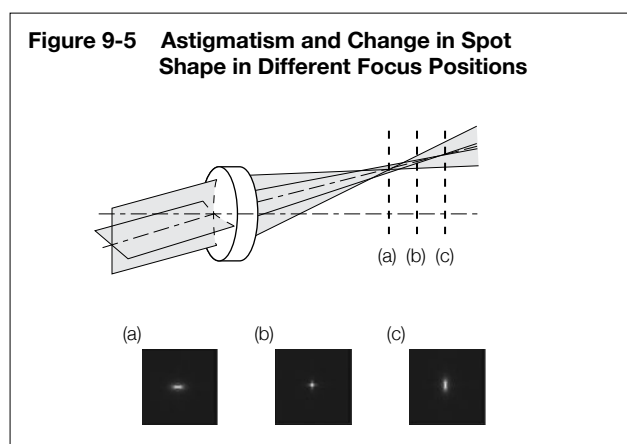 Figure 9-5 Astigmatism and Change in Spot
Shape in Different Focus Positions
(a) (b) (c)
(a) (b) (c)